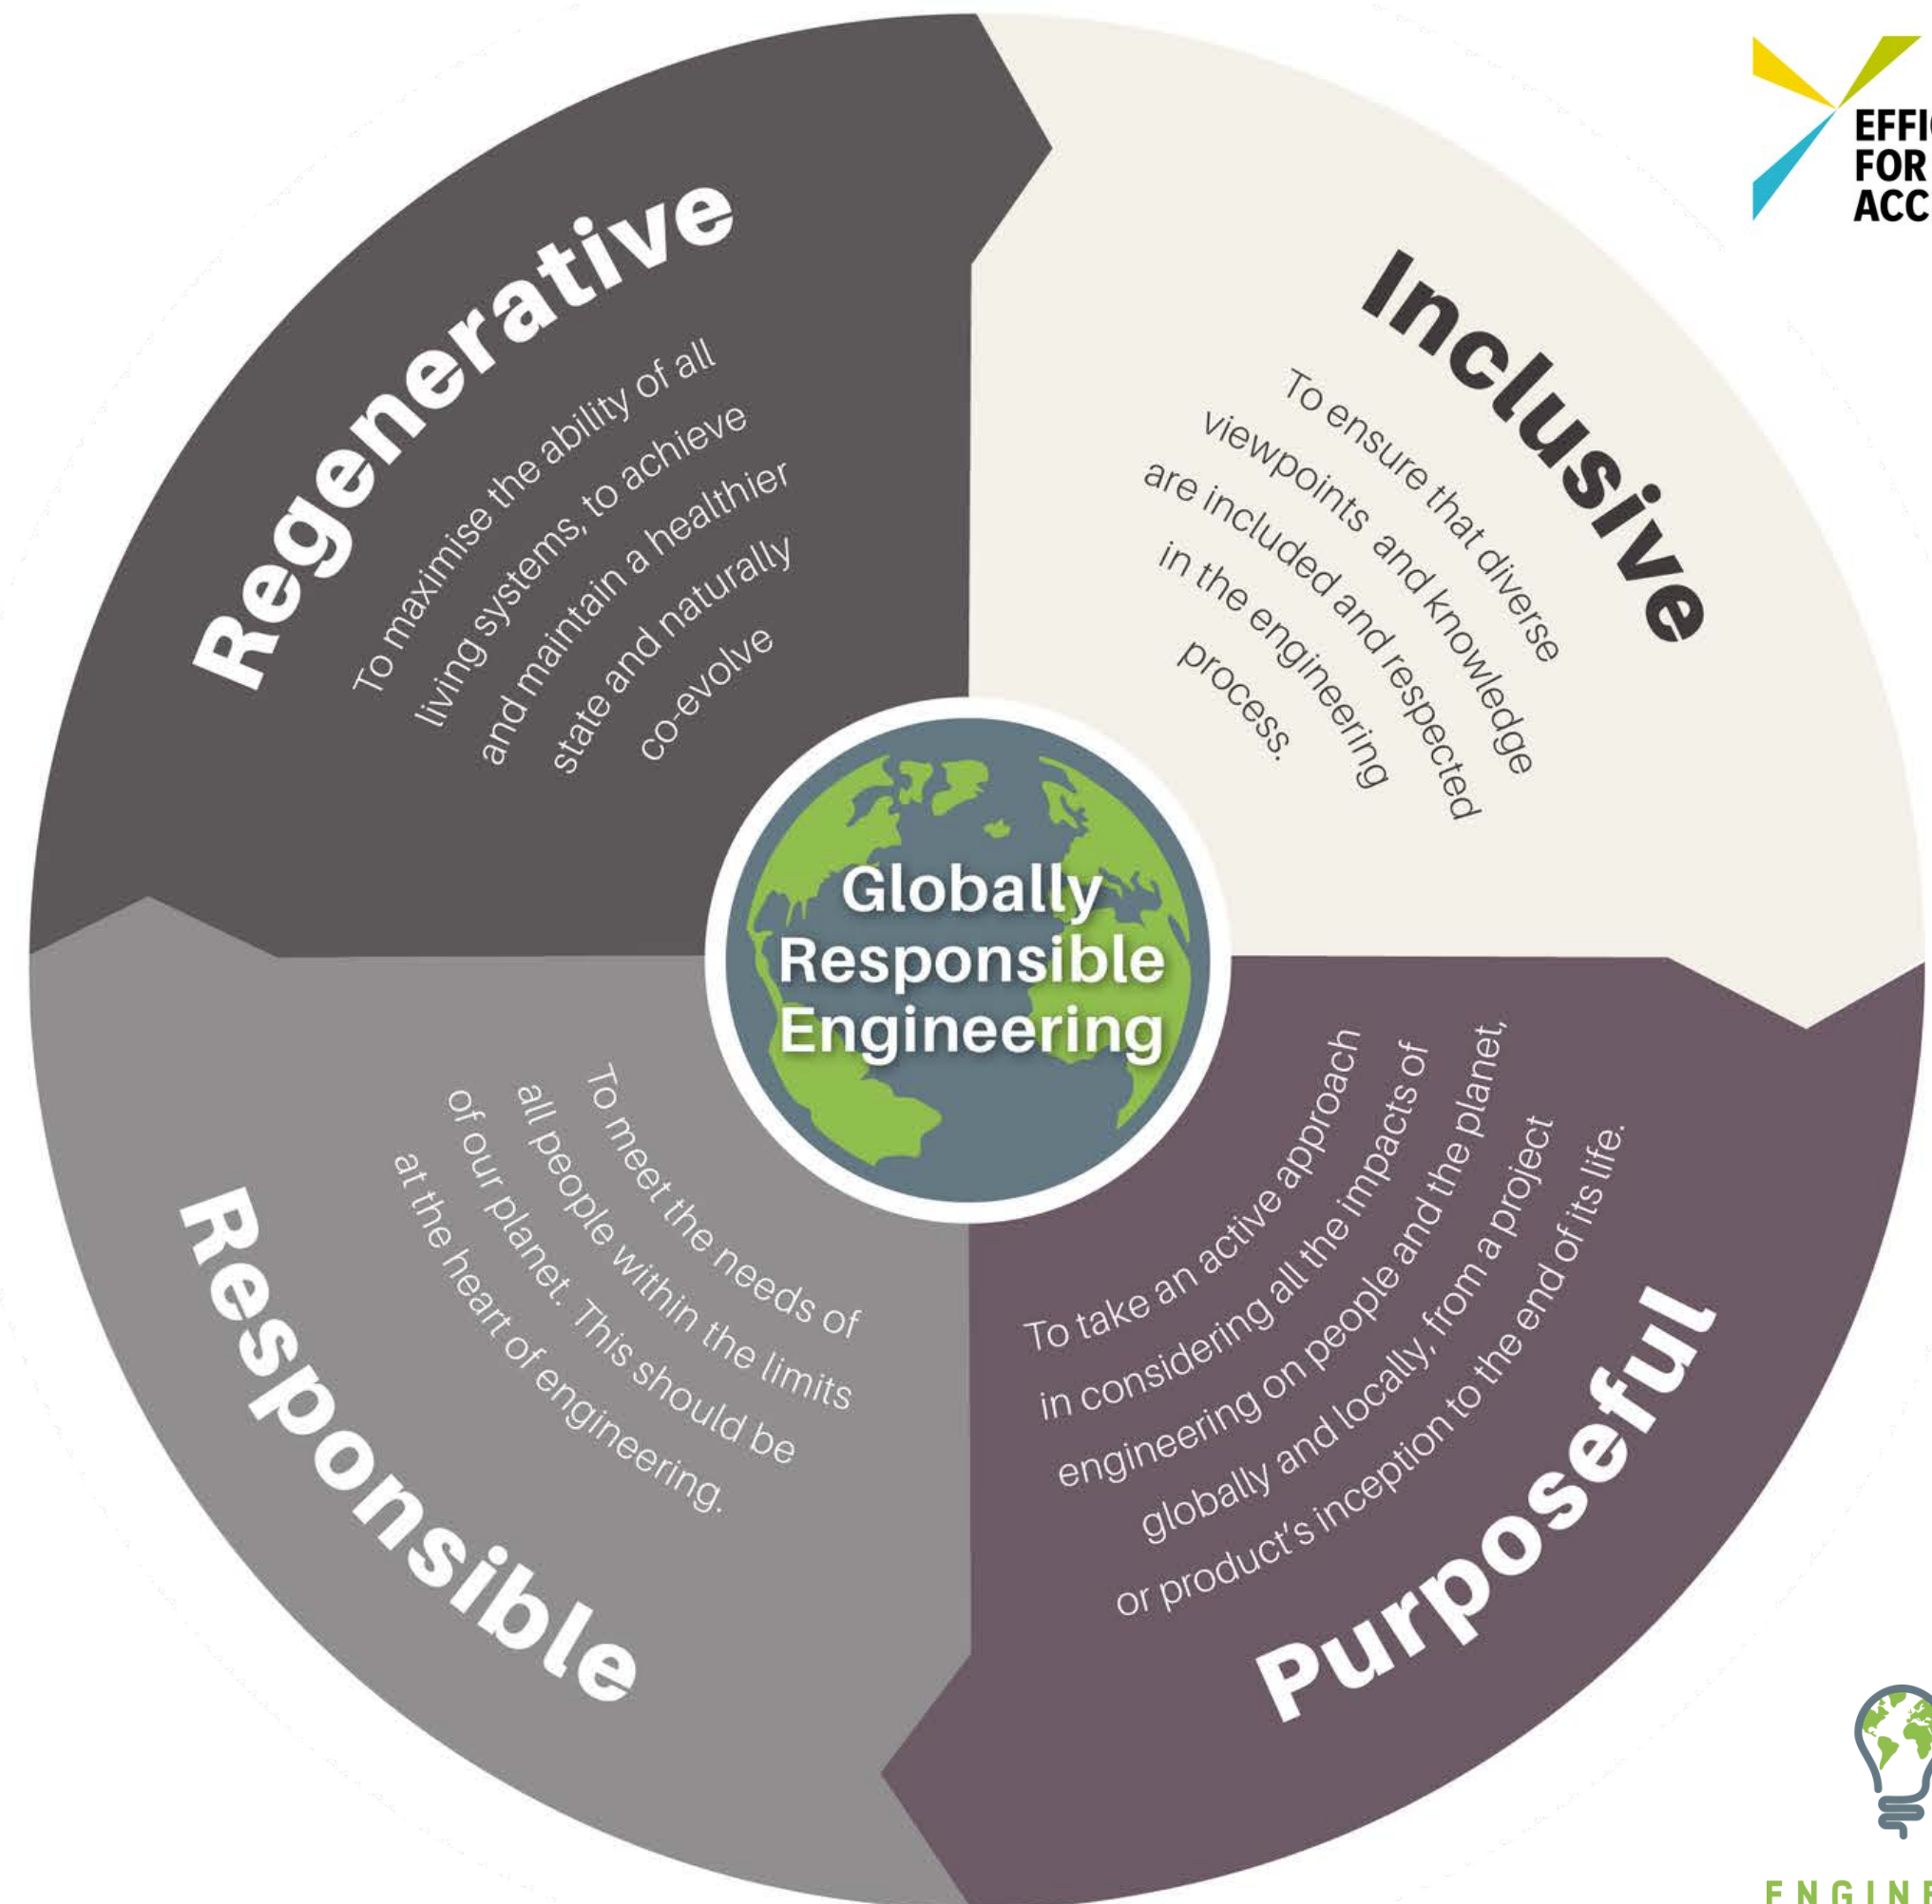 Regenerative
To maximise the ability of all
living systems, to achieve
and maintain a healthier
state and naturally
co-evolve
Inclusive
To ensure that diverse
viewpoints and knowledge
are included and respected
in the engineering
process.
EFFI
FOR
ACC
Globally
Responsible
Engineering
To meet the needs of
all people within the limits
of our planet. This should be
at the heart of engineering.
Responsible
To take an active approach
in considering all the impacts of
engineering on people and the planet,
globally and locally, from a project
or product's inception to the end of its life.
Purposeful